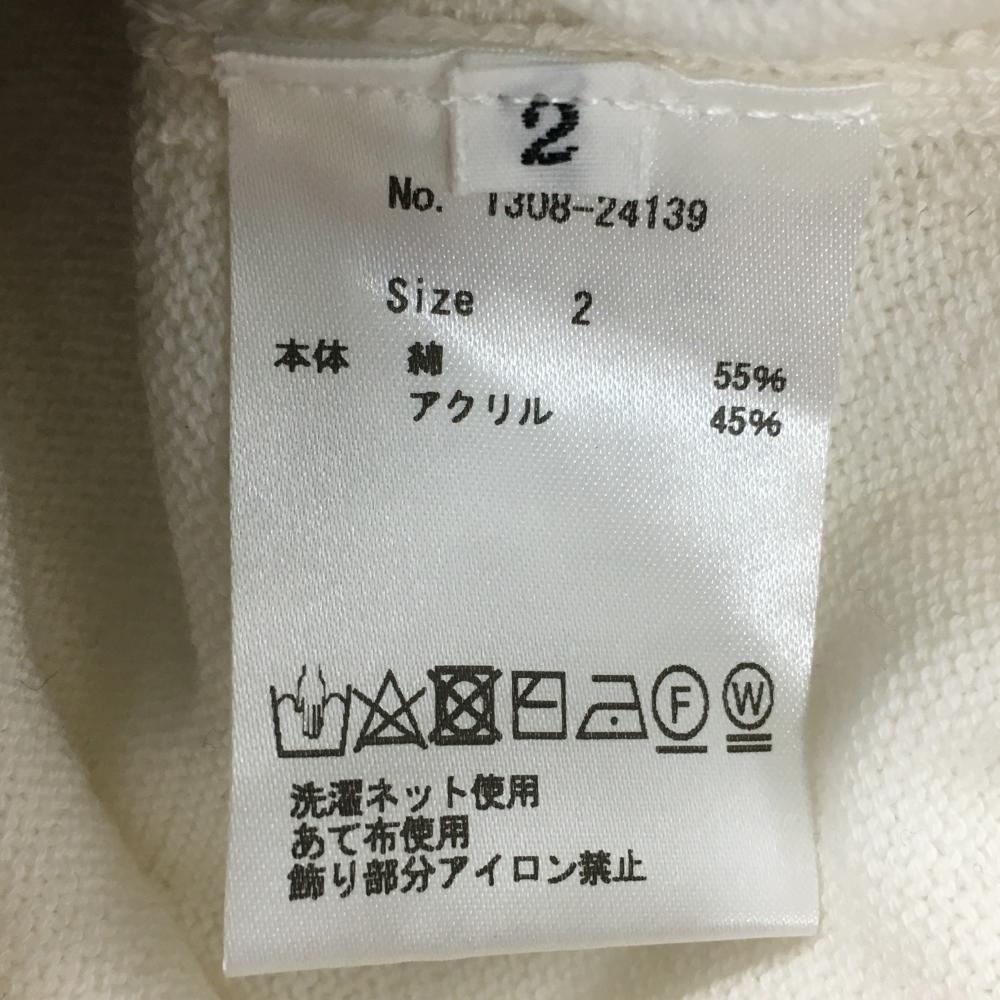 2
No. 1308-24139
Size 2
本体 綿 55%
アクリル 45%
F W
洗濯ネット使用
あて布使用
飾り部分アイロン禁止